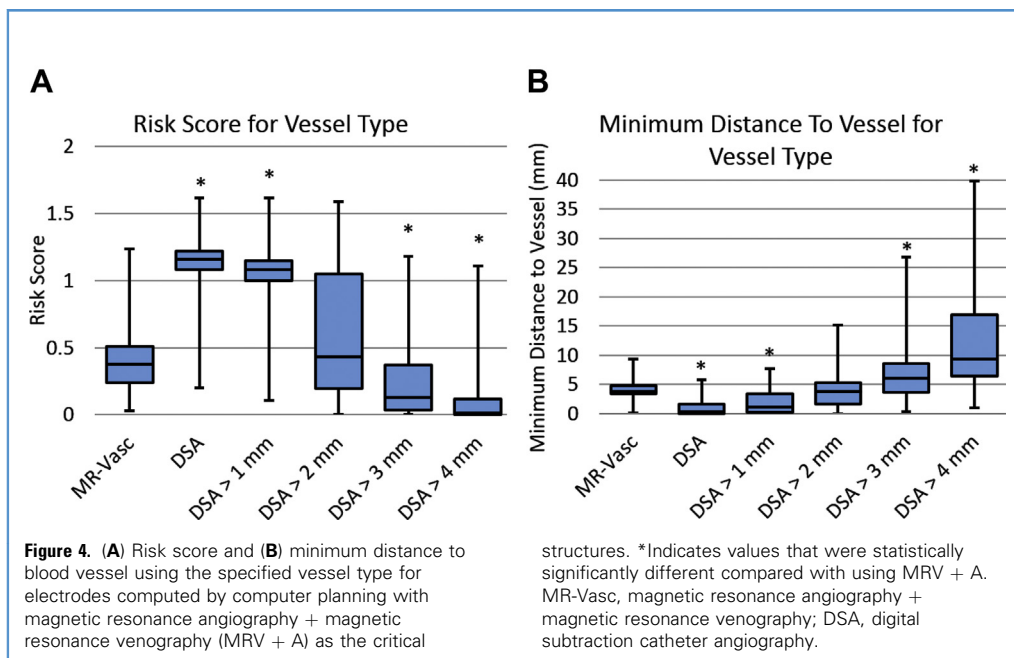 A
Risk Score for Vessel Type
Risk Score
2
1.5
1
0.5
0
*
*
*
*
MR-Vasc
DSA
DSA > 1 mm
DSA > 2 mm
DSA > 3 mm
DSA > 4 mm
B
Minimum Distance To Vessel for
Vessel Type
Minimum Distance to Vessel (mm)
40
35
30
25
20
15
10
5
0
*
*
*
*
MR-Vasc
DSA
DSA > 1 mm
DSA > 2 mm
DSA > 3 mm
DSA > 4 mm
Figure 4. (A) Risk score and (B) minimum distance to
blood vessel using the specified vessel type for
electrodes computed by computer planning with
magnetic resonance angiography + magnetic
resonance venography (MRV + A) as the critical
structures. *Indicates values that were statistically
significantly different compared with using MRV + A.
MR-Vasc, magnetic resonance angiography +
magnetic resonance venography; DSA, digital
subtraction catheter angiography.